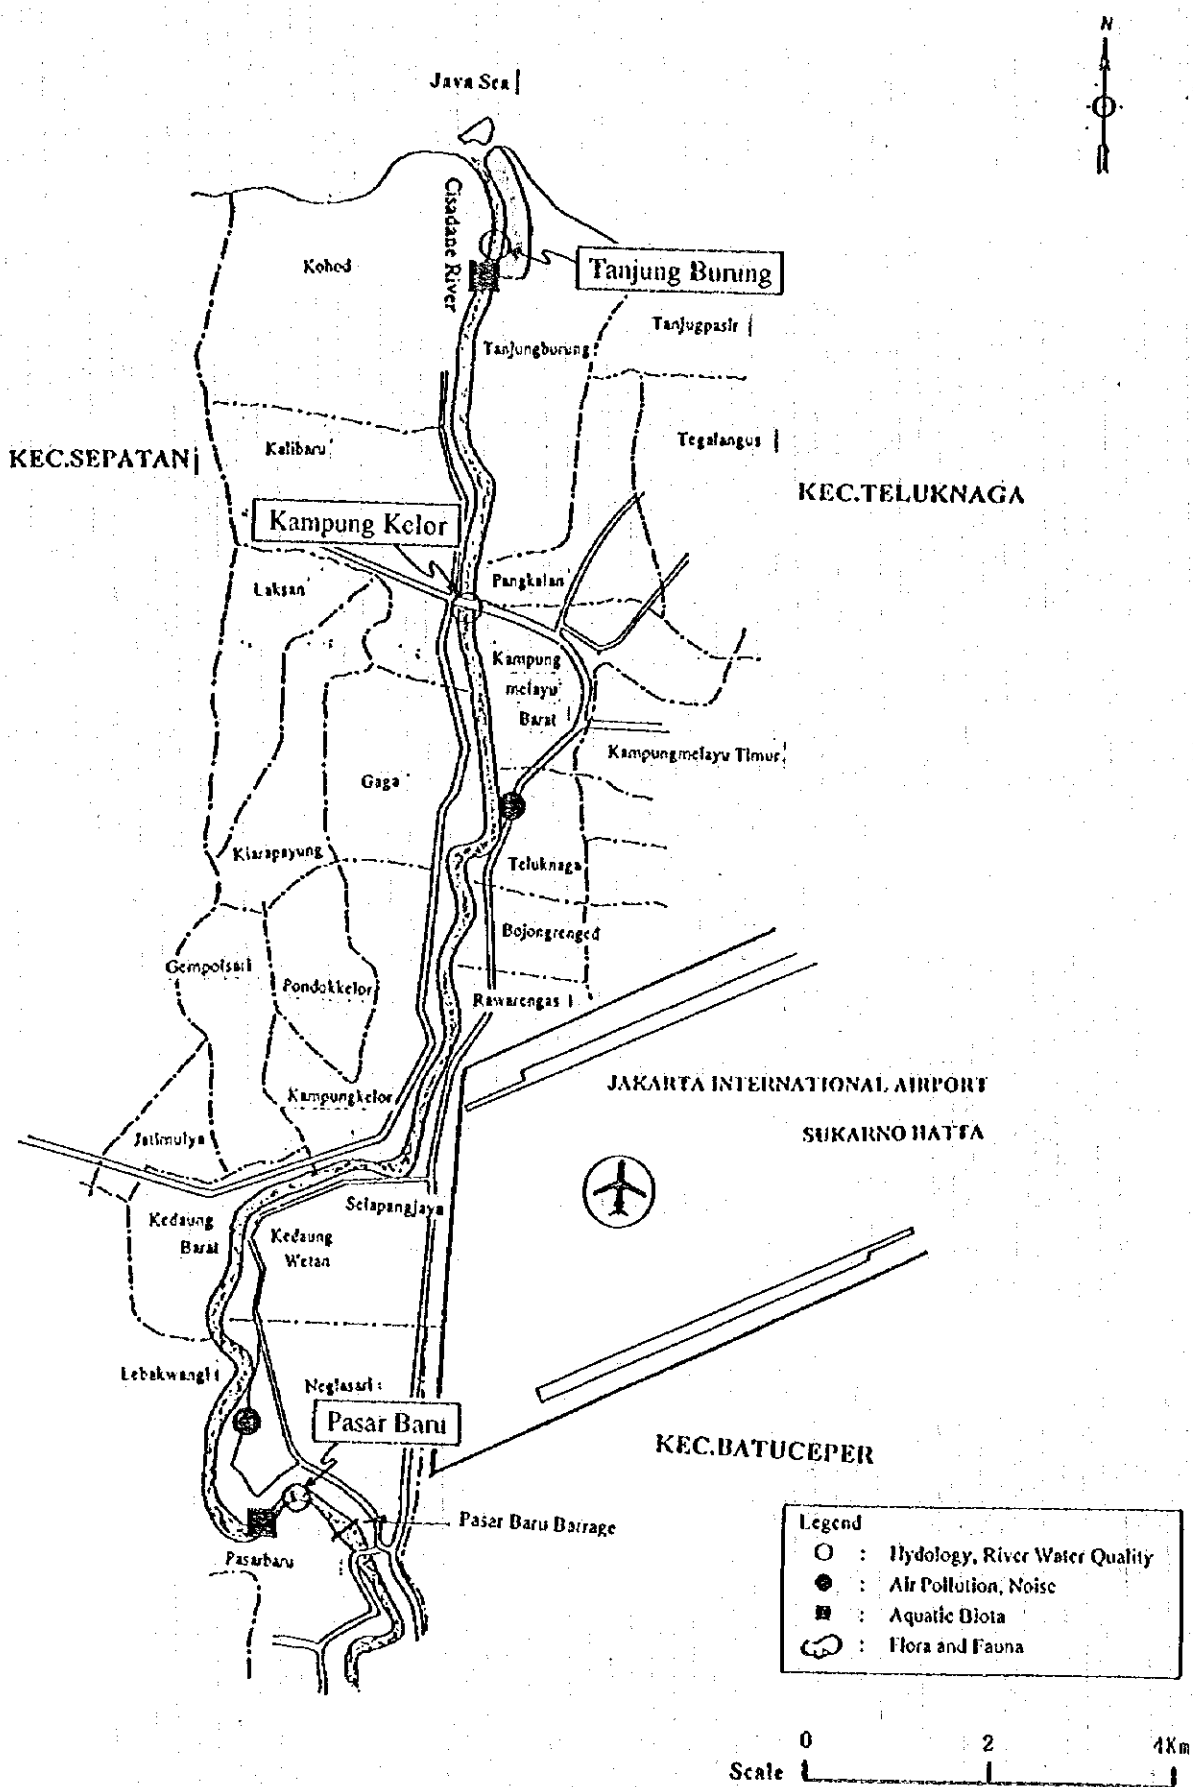 N
Java Sea
Cisadane River
Kohod
Tanjung Burung
Tanjugpasir
Tanjungburung
Kalibaru
Tegalangus
KEC.SEPATAN
KEC.TELUKNAGA
Kampung Kelor
Laksan
Pangkalan
Kampung
melayu
Barat
Kampungmelayu Timur
Gaga
Kiarapayung
Teluknaga
Bojongrenged
Gempolsari
Pondokkelor
Rawarengas
JAKARTA INTERNATIONAL AIRPORT
SUKARNO HATTA
Kampungkelor
Jatimulya
Selapangjaya
Kedaung
Barat
Kedaung
Wetan
Lebakwangi
Neglasari
Pasar Baru
KEC.BATUCEPER
Pasar Baru Barrage
Pasarbaru
Legend
: Hydology, River Water Quality
: Air Pollution, Noise
: Aquatic Biota
: Flora and Fauna
0 2 4Km
Scale